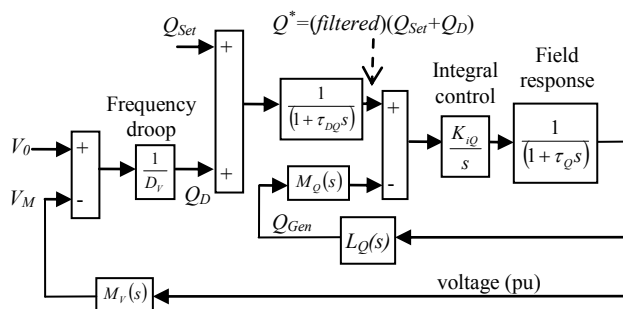 Q_Set
Q*=(filtered)(Q_Set+Q_D)
Frequency
droop
Integral
control
Field
response
V_0
V_M
+
-
1
D_V
Q_D
+
+
1
(1+τ_DQ s)
+
-
K_iQ
s
1
(1+τ_Q s)
M_Q(s)
Q_Gen
L_Q(s)
M_V(s)
voltage (pu)